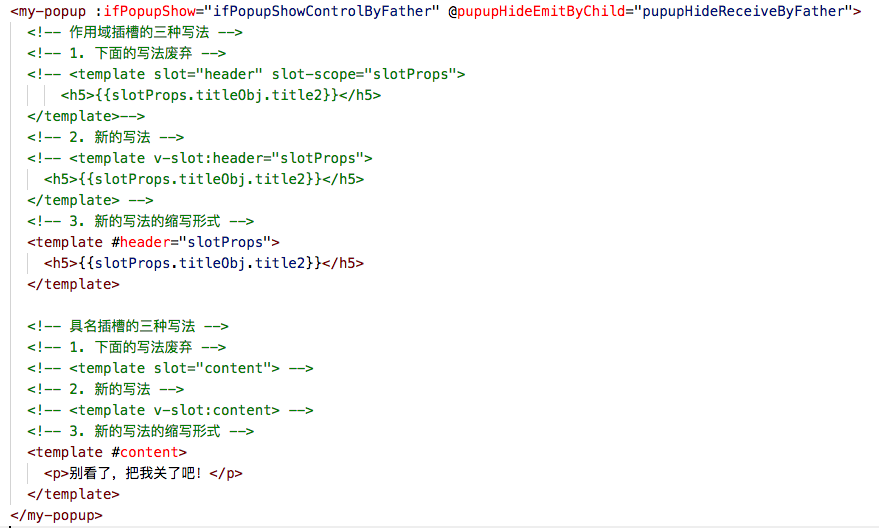 <my-popup :ifPopupShow="ifPopupShowControlByFather" @pupupHideEmitByChild="pupupHideReceiveByFather">
<!-- 作用域插槽的三种写法 -->
<!-- 1. 下面的写法废弃 -->
<!-- <template slot="header" slot-scope="slotProps">
<h5>{{slotProps.titleObj.title2}}</h5>
</template>-->
<!-- 2. 新的写法 -->
<!-- <template v-slot:header="slotProps">
<h5>{{slotProps.titleObj.title2}}</h5>
</template> -->
<!-- 3. 新的写法的缩写形式 -->
<template #header="slotProps">
<h5>{{slotProps.titleObj.title2}}</h5>
</template>
<!-- 具名插槽的三种写法 -->
<!-- 1. 下面的写法废弃 -->
<!-- <template slot="content"> -->
<!-- 2. 新的写法 -->
<!-- <template v-slot:content> -->
<!-- 3. 新的写法的缩写形式 -->
<template #content>
<p>别看了，把我关了吧！</p>
</template>
</my-popup>